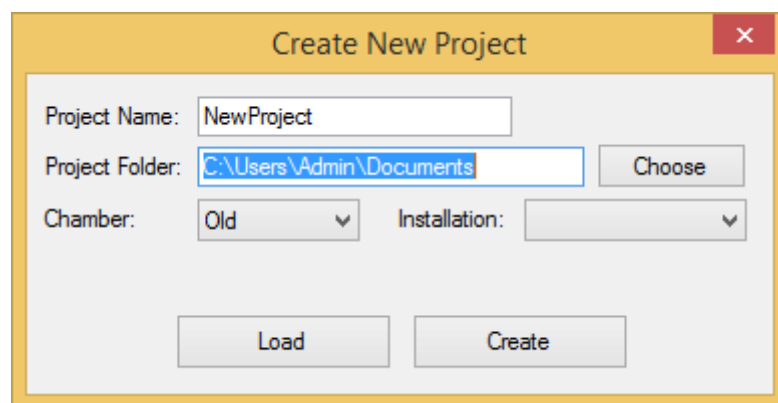 Create New Project
Project Name: NewProject
Project Folder: C:\Users\Admin\Documents Choose
Chamber: Old Installation:
Load Create